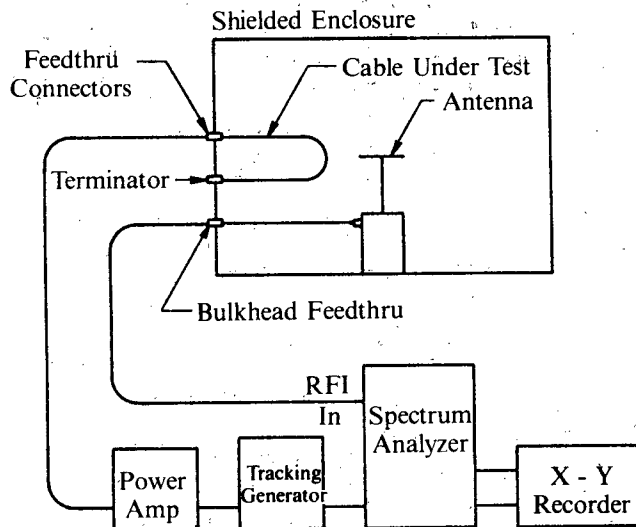 Shielded Enclosure
Feedthru
Connectors
Cable Under Test
Antenna
Terminator
Bulkhead Feedthru
RFI
In
Spectrum
Analyzer
Power
Amp
Tracking
Generator
X - Y
Recorder